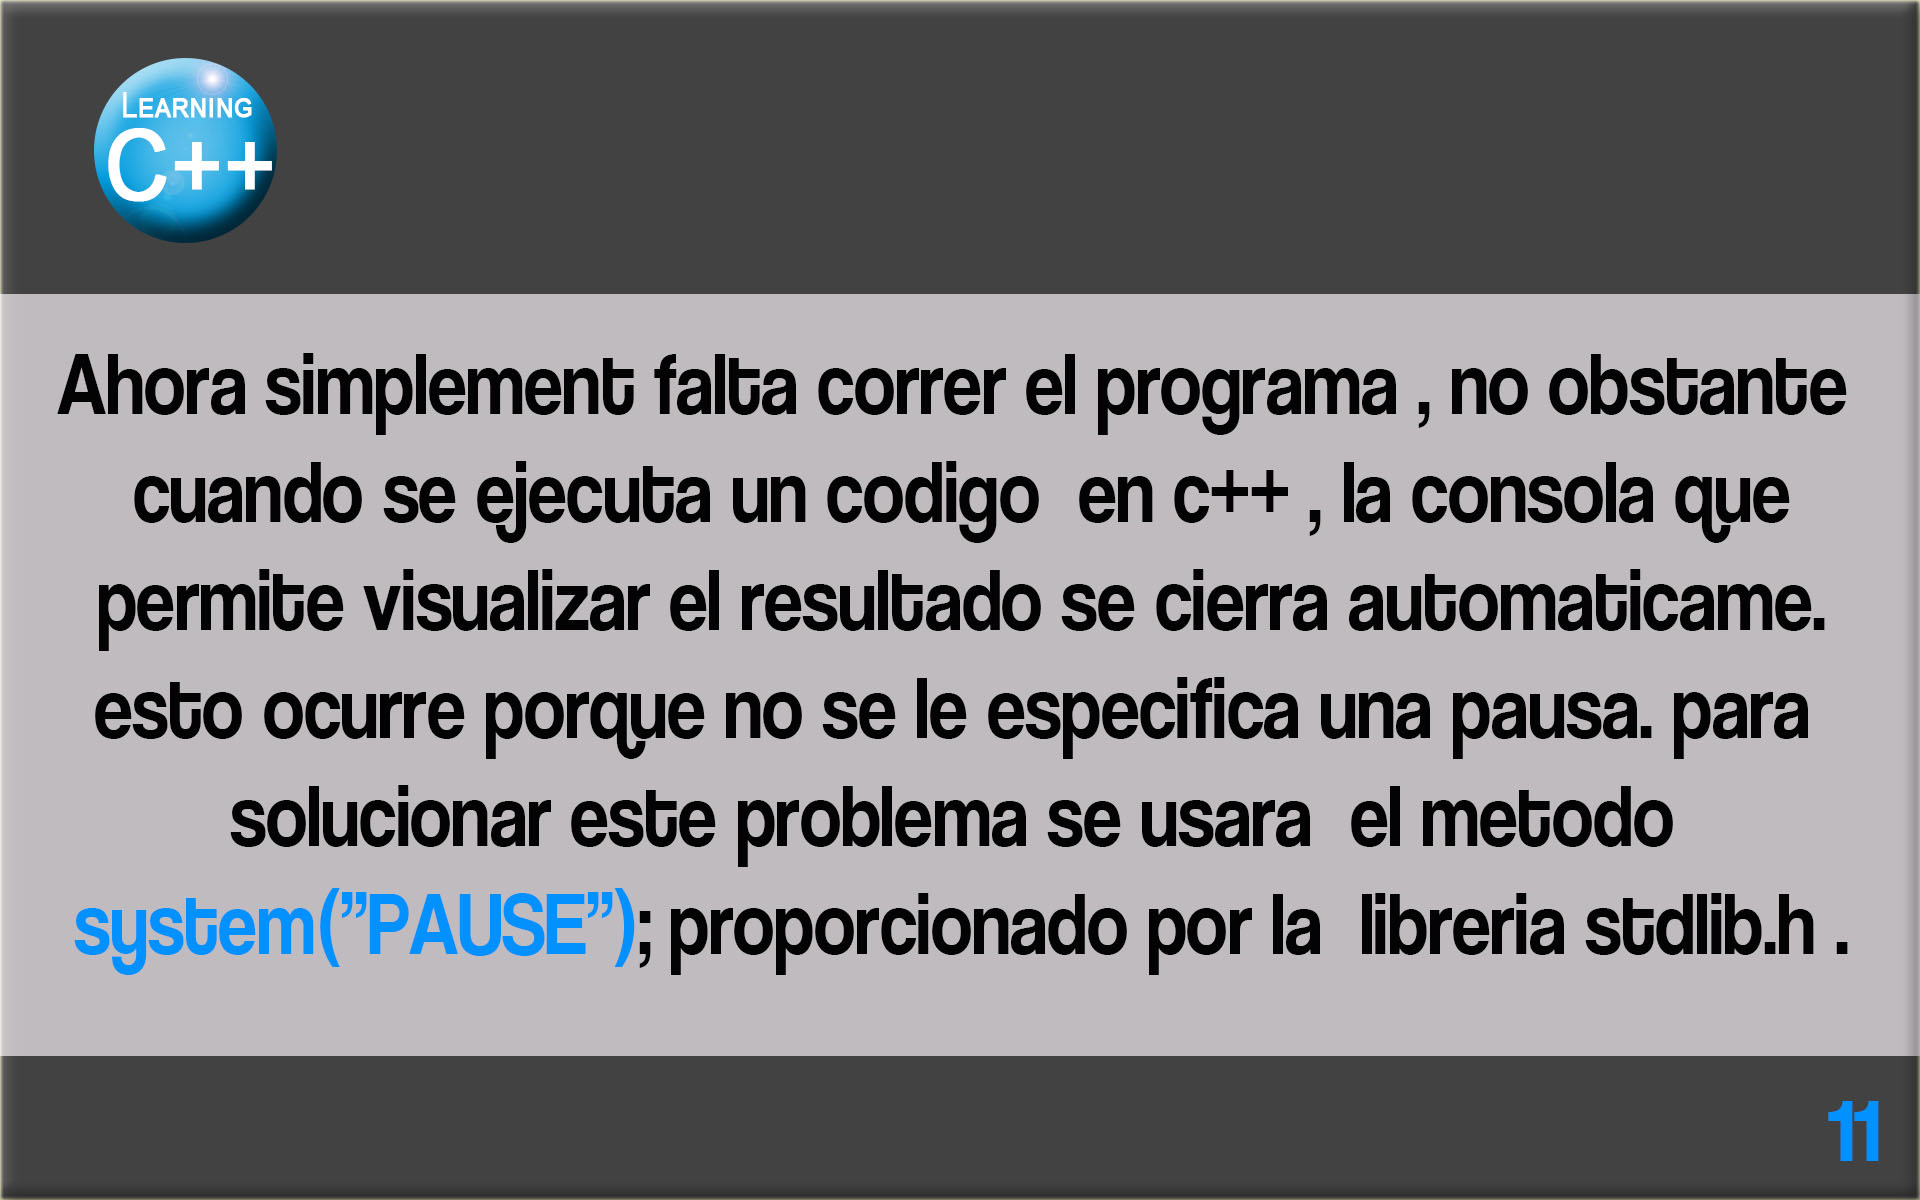 LEARNING
C++
Ahora simplement falta correr el programa , no obstante
cuando se ejecuta un codigo en c++ , la consola que
permite visualizar el resultado se cierra automaticame.
esto ocurre porque no se le especifica una pausa. para
solucionar este problema se usara el metodo
system(”PAUSE”); proporcionado por la libreria stdlib.h .
11